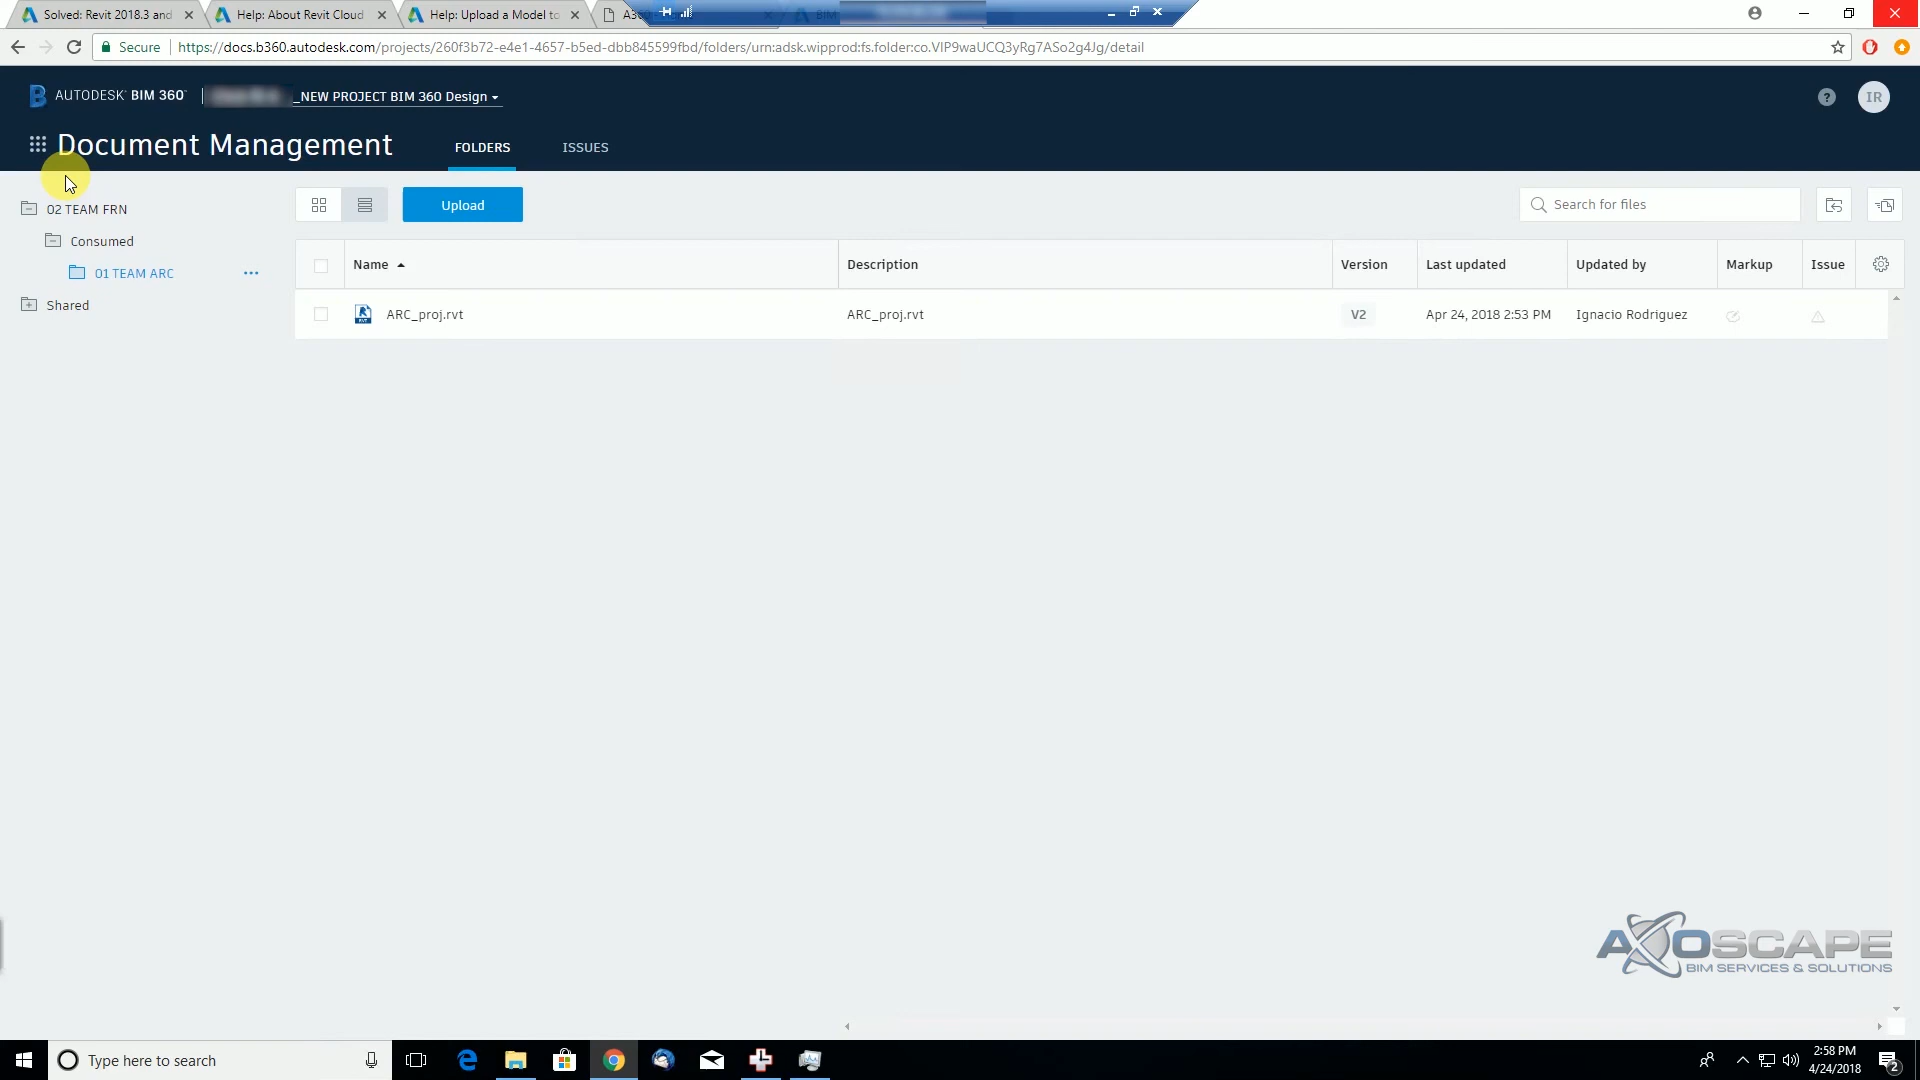 Solved: Revit 2018.3 and
Help: About Revit Cloud
Help: Upload a Model to
Secure
https://docs.b360.autodesk.com/projects/260f3b72-e4e1-4657-b5ed-dbb845599fbd/folders/urn:adsk.wipprod:fs.folder:co.VIP9waUCQ3yRg7ASo2g4Jg/detail
AUTODESK BIM 360
_NEW PROJECT BIM 360 Design
IR
Document Management
FOLDERS
ISSUES
02 TEAM FRN
Consumed
01 TEAM ARC
Shared
Upload
Search for files
Name
Description
Version
Last updated
Updated by
Markup
Issue
ARC_proj.rvt
ARC_proj.rvt
V2
Apr 24, 2018 2:53 PM
Ignacio Rodriguez
AXOSCAPE
BIM SERVICES & SOLUTIONS
Type here to search
2:58 PM
4/24/2018
2